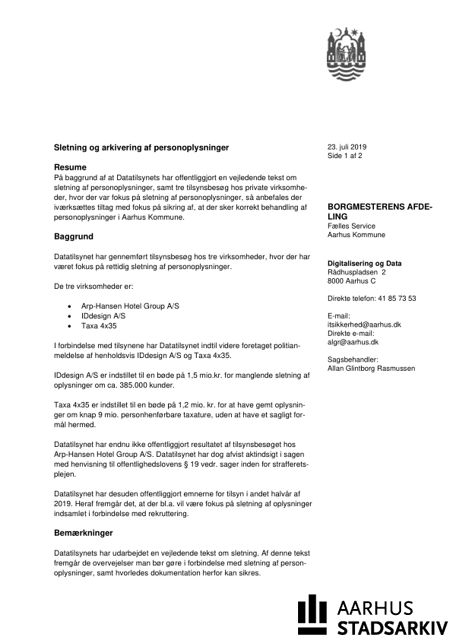 Sletning og arkivering af personoplysninger
Resume
På baggrund af at Datatilsynets har offentliggjort en vejledende tekst om
sletning af personoplysninger, samt tre tilsynsbesøg hos private virksomhe-
der, hvor der var fokus på sletning af personoplysninger, så anbefales der
iværksættes tiltag med fokus på sikring af, at der sker korrekt behandling af
personoplysninger i Aarhus Kommune.
Baggrund
Datatilsynet har gennemført tilsynsbesøg hos tre virksomheder, hvor der har
været fokus på rettidig sletning af personoplysninger.
De tre virksomheder er:
• Arp-Hansen Hotel Group A/S
• IDdesign A/S
• Taxa 4x35
I forbindelse med tilsynene har Datatilsynet indtil videre foretaget politian-
meldelse af henholdsvis IDdesign A/S og Taxa 4x35.
IDdesign A/S er indstillet til en bøde på 1,5 mio.kr. for manglende sletning af
oplysninger om ca. 385.000 kunder.
Taxa 4x35 er indstillet til en bøde på 1,2 mio. kr. for at have gemt oplysnin-
ger om knap 9 mio. personhenførbare taxature, uden at have et sagligt for-
mål hermed.
Datatilsynet har endnu ikke offentliggjort resultatet af tilsynsbesøget hos
Arp-Hansen Hotel Group A/S. Datatilsynet har dog afvist aktindsigt i sagen
med henvisning til offentlighedslovens § 19 vedr. sager inden for strafferets-
plejen.
Datatilsynet har desuden offentliggjort emnerne for tilsyn i andet halvår af
2019. Heraf fremgår det, at der bl.a. vil være fokus på sletning af oplysninger
indsamlet i forbindelse med rekruttering.
Bemærkninger
Datatilsynets har udarbejdet en vejledende tekst om sletning. Af denne tekst
fremgår de overvejelser man bør gøre i forbindelse med sletning af person-
oplysninger, samt hvorledes dokumentation herfor kan sikres.
23. juli 2019
Side 1 af 2
BORGMESTERENS AFDE-
LING
Fælles Service
Aarhus Kommune
Digitalisering og Data
Rådhuspladsen 2
8000 Aarhus C
Direkte telefon: 41 85 73 53
E-mail:
itsikkerhed@aarhus.dk
Direkte e-mail:
algr@aarhus.dk
Sagsbehandler:
Allan Glintborg Rasmussen
AARHUS
STADSARKIV